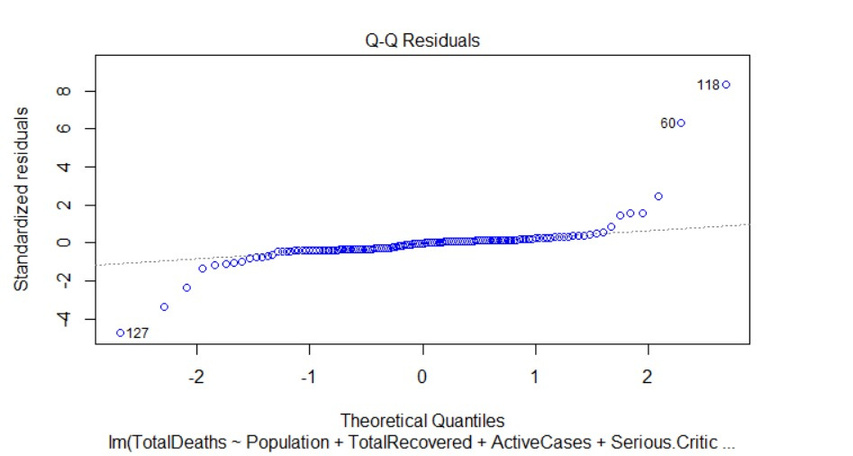 Q-Q Residuals
Standardized residuals
8
6
4
2
0
-2
-4
118
60
127
-2 -1 0 1 2
Theoretical Quantiles
lm(TotalDeaths ~ Population + TotalRecovered + ActiveCases + Serious.Critic ...